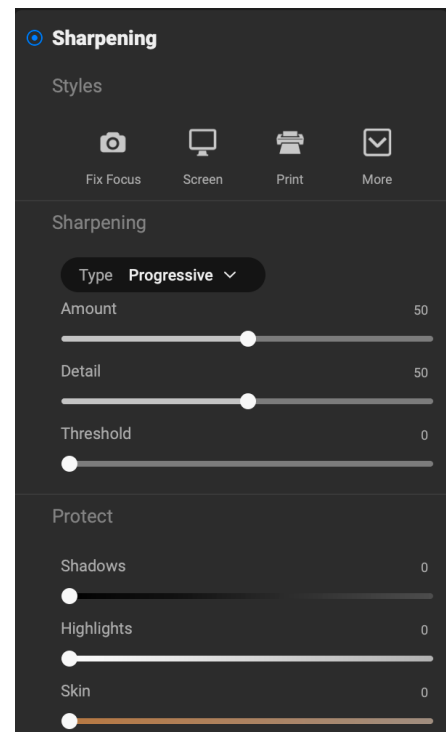 Sharpening
Styles
Fix Focus Screen Print More
Sharpening
Type Progressive
Amount 50
Detail 50
Threshold 0
Protect
Shadows 0
Highlights 0
Skin 0